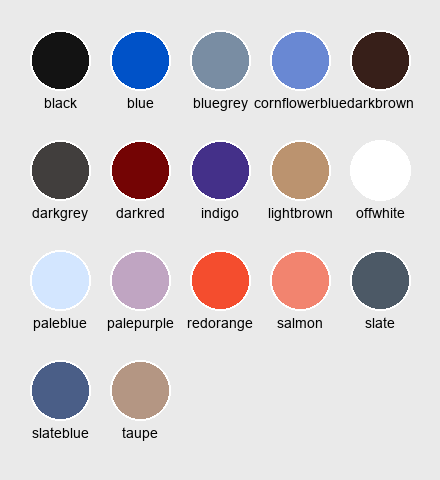 black blue bluegrey cornflowerblue darkbrown
darkgrey darkred indigo lightbrown offwhite
paleblue palepurple redorange salmon slate
slateblue taupe